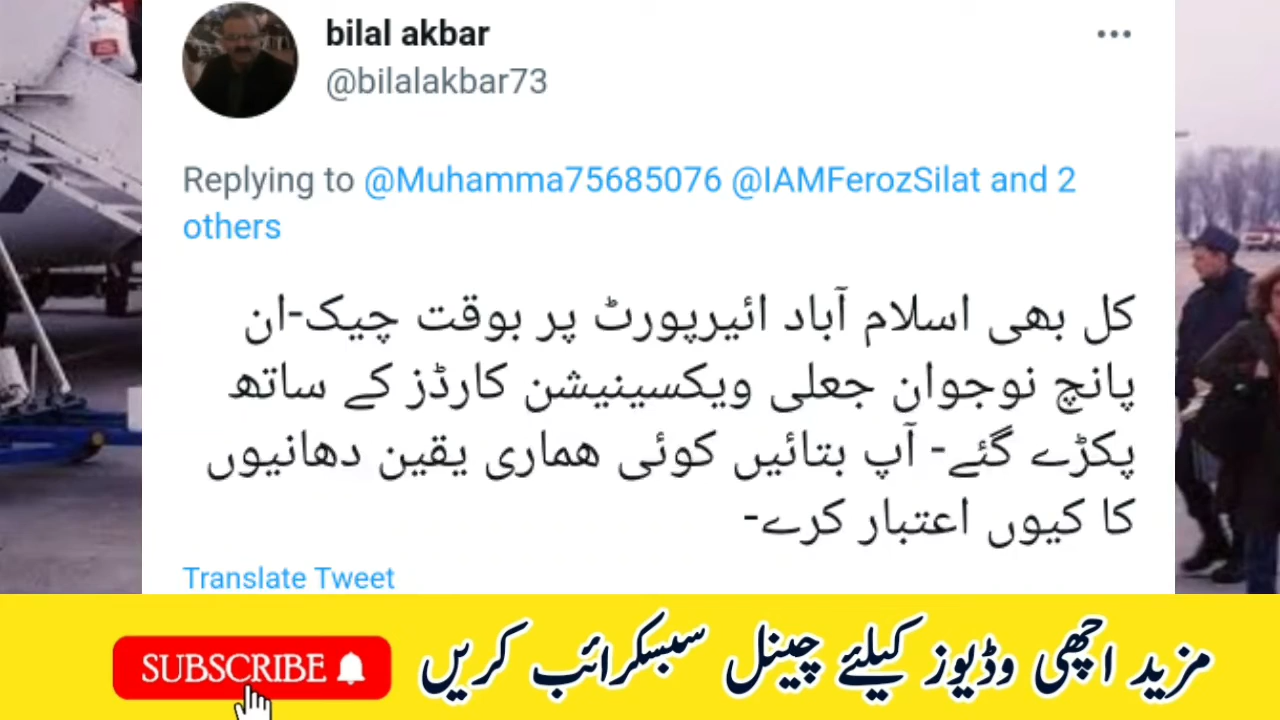 bilal akbar
@bilalakbar73
Replying to @Muhamma75685076 @IAMFerozSilat and 2
others
کل بھی اسلام آباد ائیرپورٹ پر بوقت چیک-ان
پانچ نوجوان جعلی ویکسینیشن کارڈز کے ساتھ
پکڑے گئے- آپ بتائیں کوئی ھماری یقین دھانیوں
کا کیوں اعتبار کرے-
Translate Tweet
SUBSCRIBE
مزید اچھی وڈیوز کیلئے چینل سبسکرائب کریں